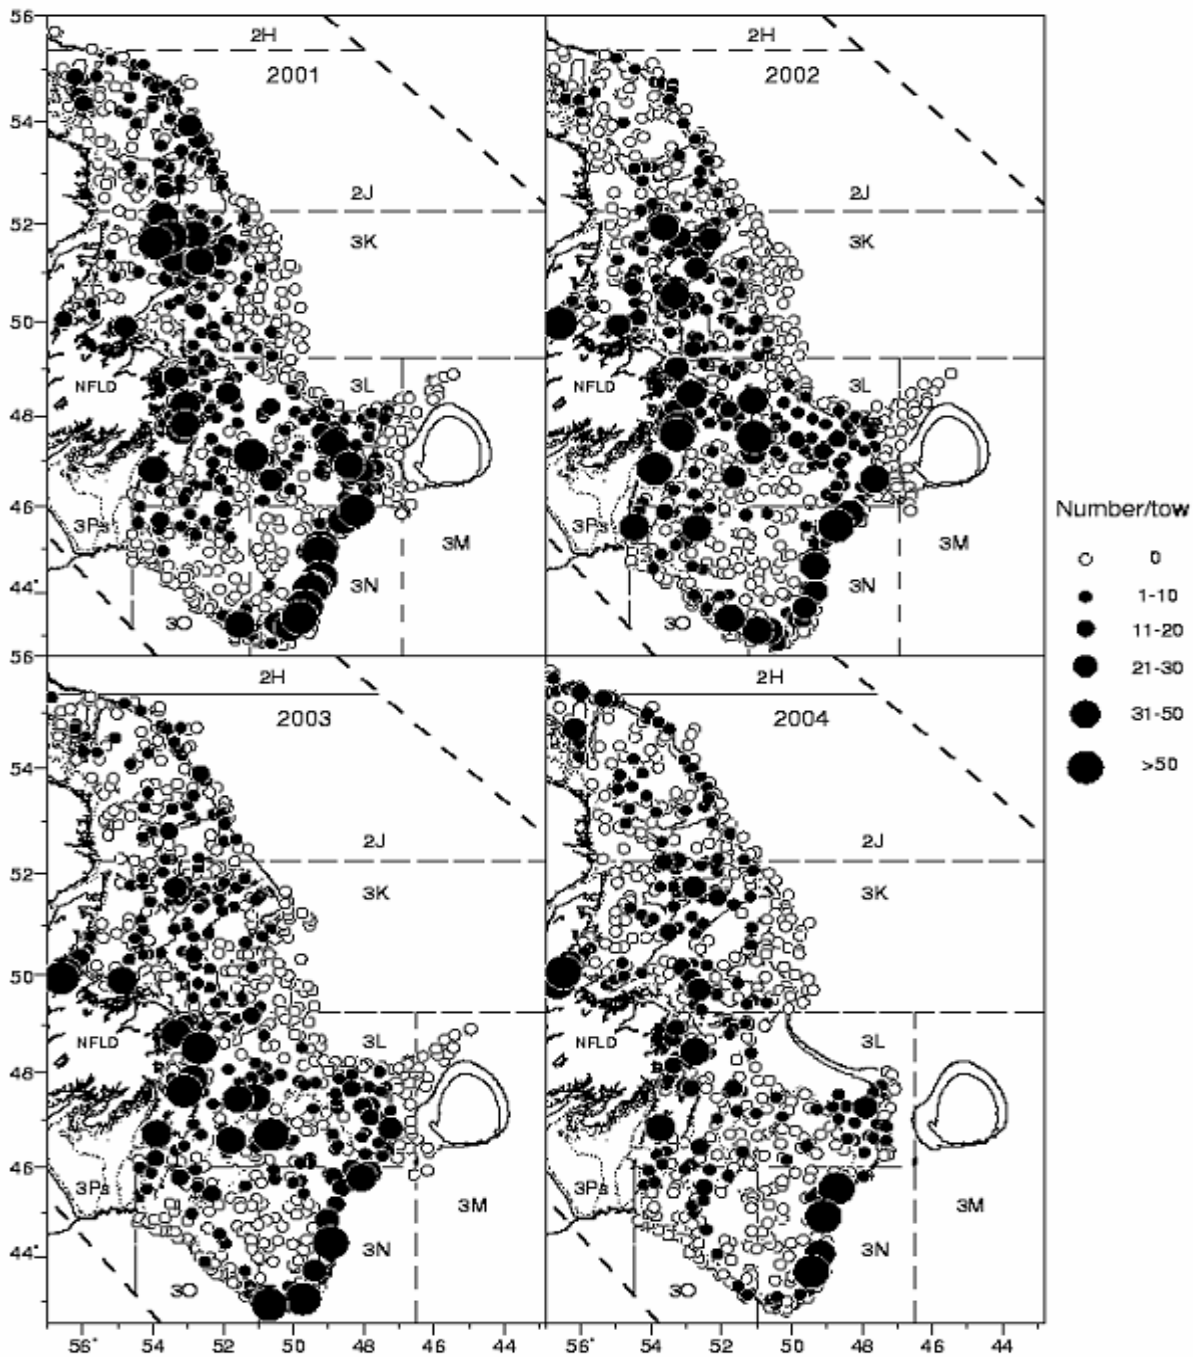 56 2H
2001
54
2J
52
3K
50
NFLD 3L
48
46
3Ps
3M
3N
44°
3O
2H
2002
2J
3K
NFLD 3L
3Ps
3M
3N
3O
56 2H
2003
54
2J
52
3K
50
NFLD 3L
48
46
3Ps
3M
3N
44°
3O
56° 54 52 50 48 46 44
2H
2004
2J
3K
NFLD 3L
3Ps
3M
3N
3O
56° 54 52 50 48 46 44
Number/tow
0
1-10
11-20
21-30
31-50
>50